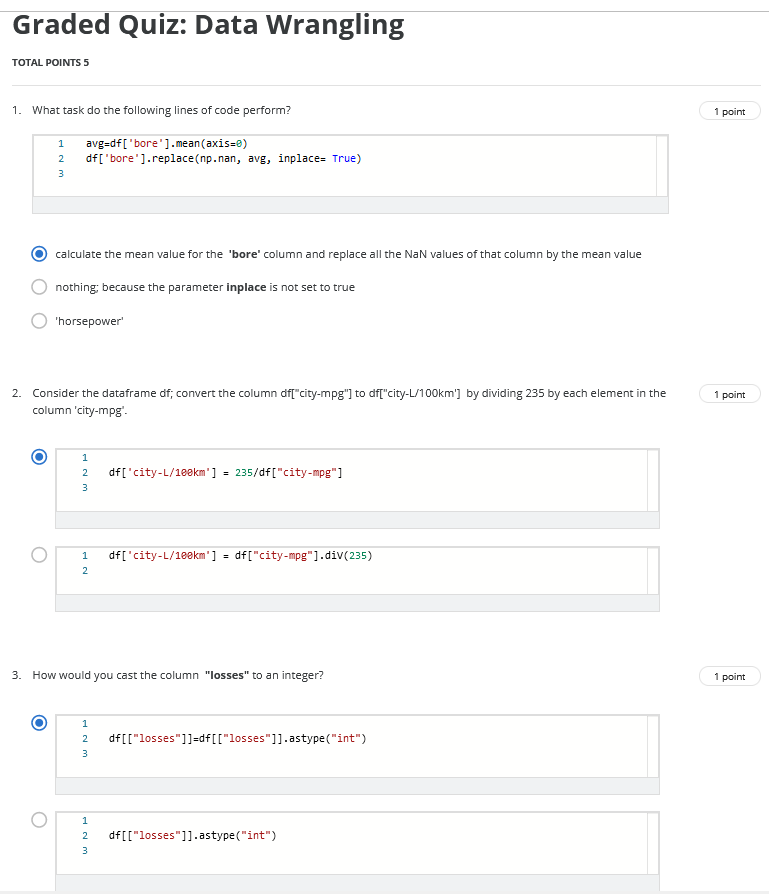 Graded Quiz: Data Wrangling
TOTAL POINTS 5
1. What task do the following lines of code perform?
1 point
1 avg=df['bore'].mean(axis=0)
2 df['bore'].replace(np.nan, avg, inplace= True)
3
calculate the mean value for the 'bore' column and replace all the NaN values of that column by the mean value
nothing; because the parameter inplace is not set to true
'horsepower'
2. Consider the dataframe df; convert the column df["city-mpg"] to df["city-L/100km'] by dividing 235 by each element in the
column 'city-mpg'.
1 point
1
2 df['city-L/100km'] = 235/df["city-mpg"]
3
1 df['city-L/100km'] = df["city-mpg"].diV(235)
2
3. How would you cast the column "losses" to an integer?
1 point
1
2 df[["losses"]]=df[["losses"]].astype("int")
3
1
2 df[["losses"]].astype("int")
3